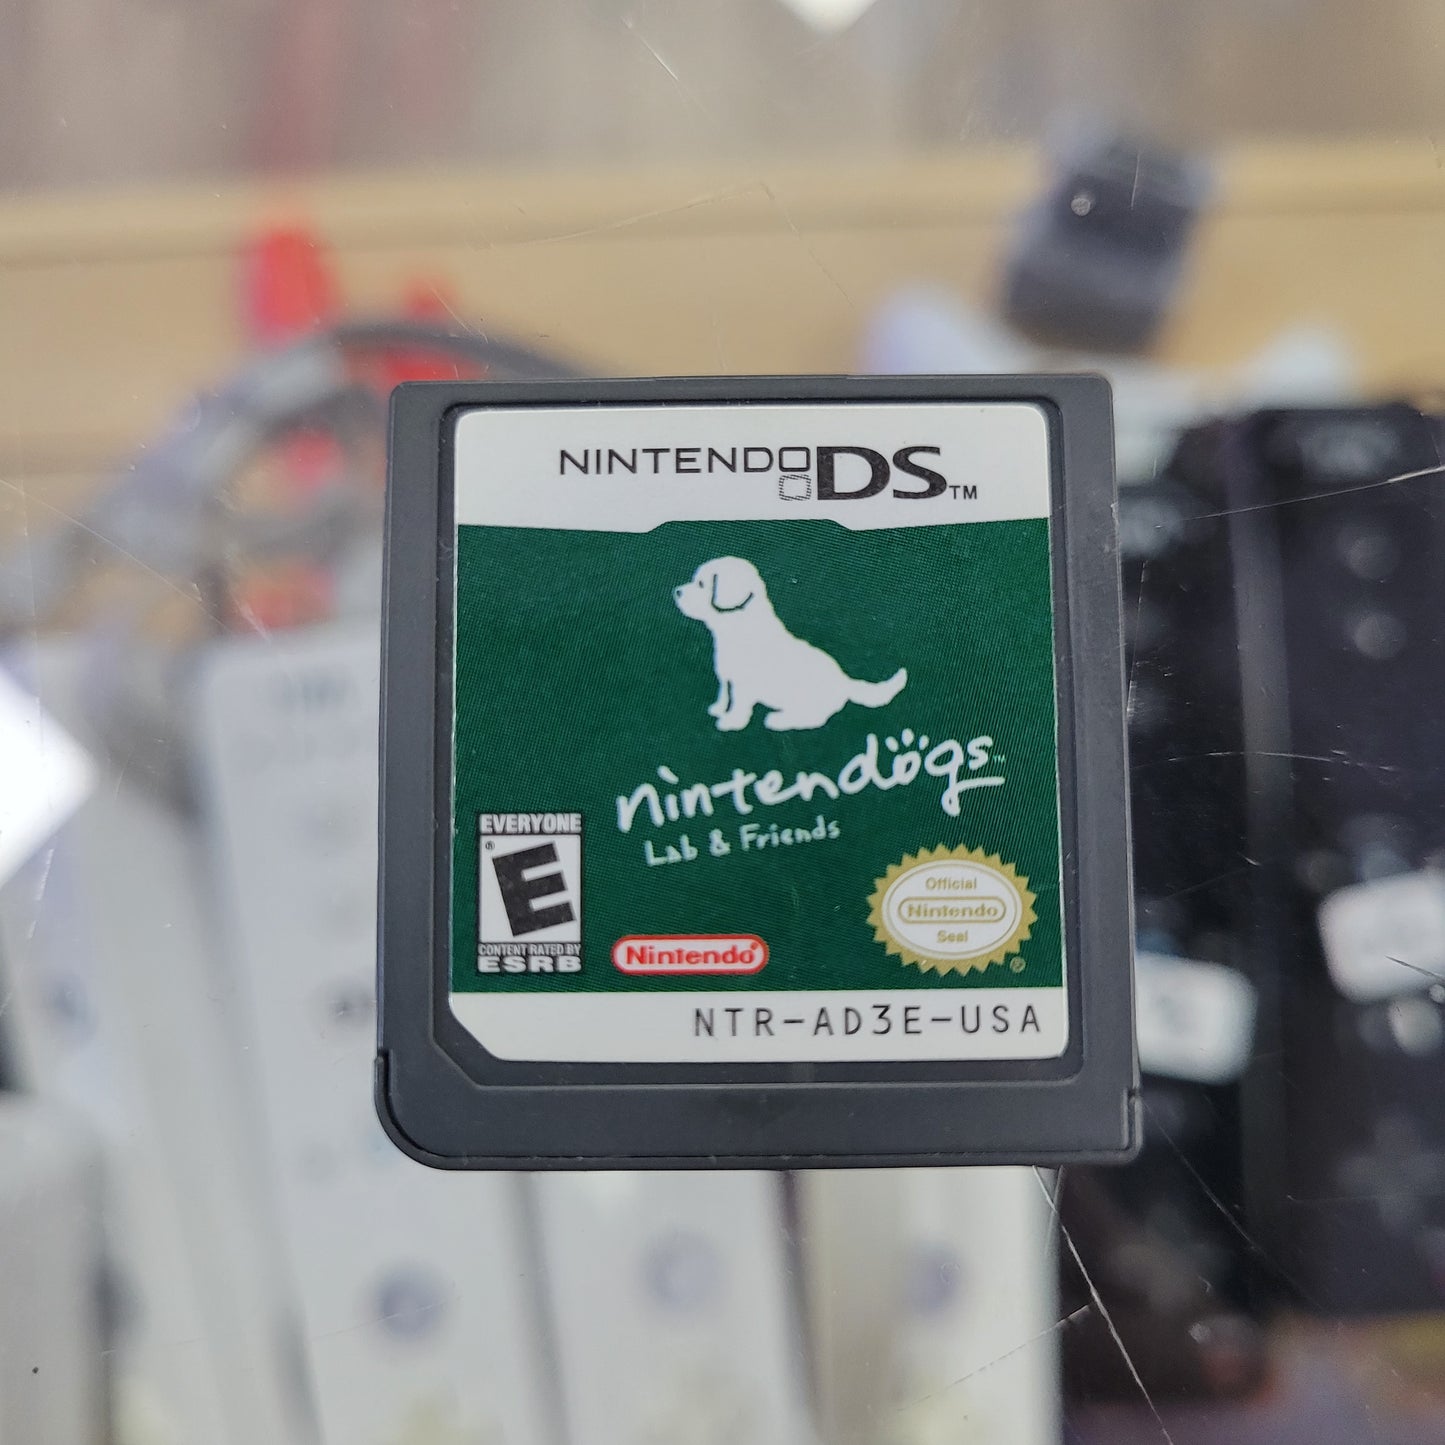 NINTENDO DS™
nintendogs™
Lab & Friends
EVERYONE
E®
CONTENT RATED BY
ESRB
Nintendo®
Official
Nintendo
Seal
®
NTR-AD3E-USA